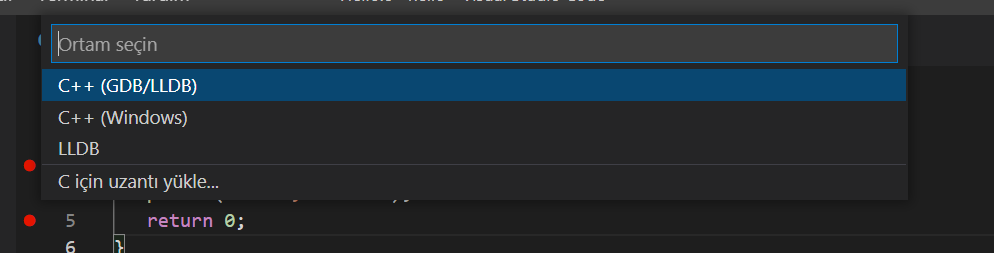 Ortam seçin
C++ (GDB/LLDB)
C++ (Windows)
LLDB
C için uzantı yükle...
5 return 0;
6 }